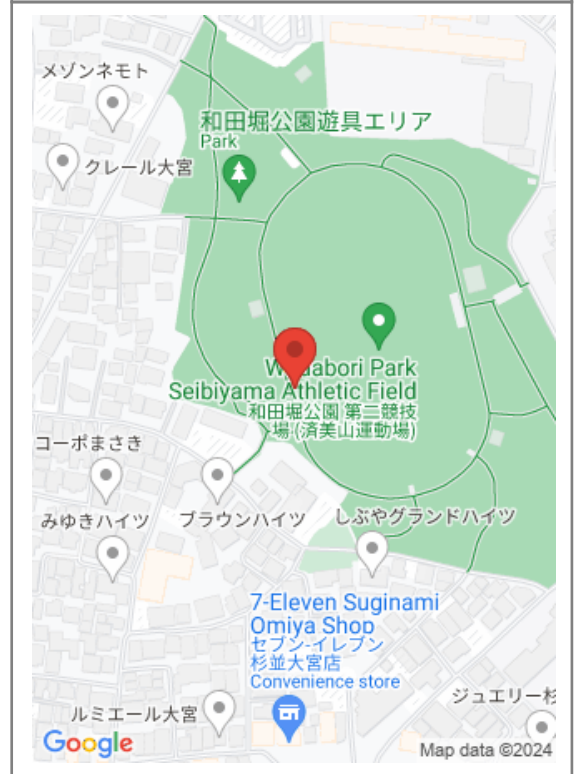 メゾンネモト
和田堀公園遊具エリア
Park
クレール大宮
Wadabori Park
Seibiyama Athletic Field
和田堀公園 第二競技
場 (済美山運動場)
コーポまさき
みゆきハイツ
ブラウンハイツ
しぶやグランドハイツ
7-Eleven Suginami
Omiya Shop
セブン-イレブン
杉並大宮店
Convenience store
ジュエリー杉
ルミエール大宮
Google
Map data ©2024